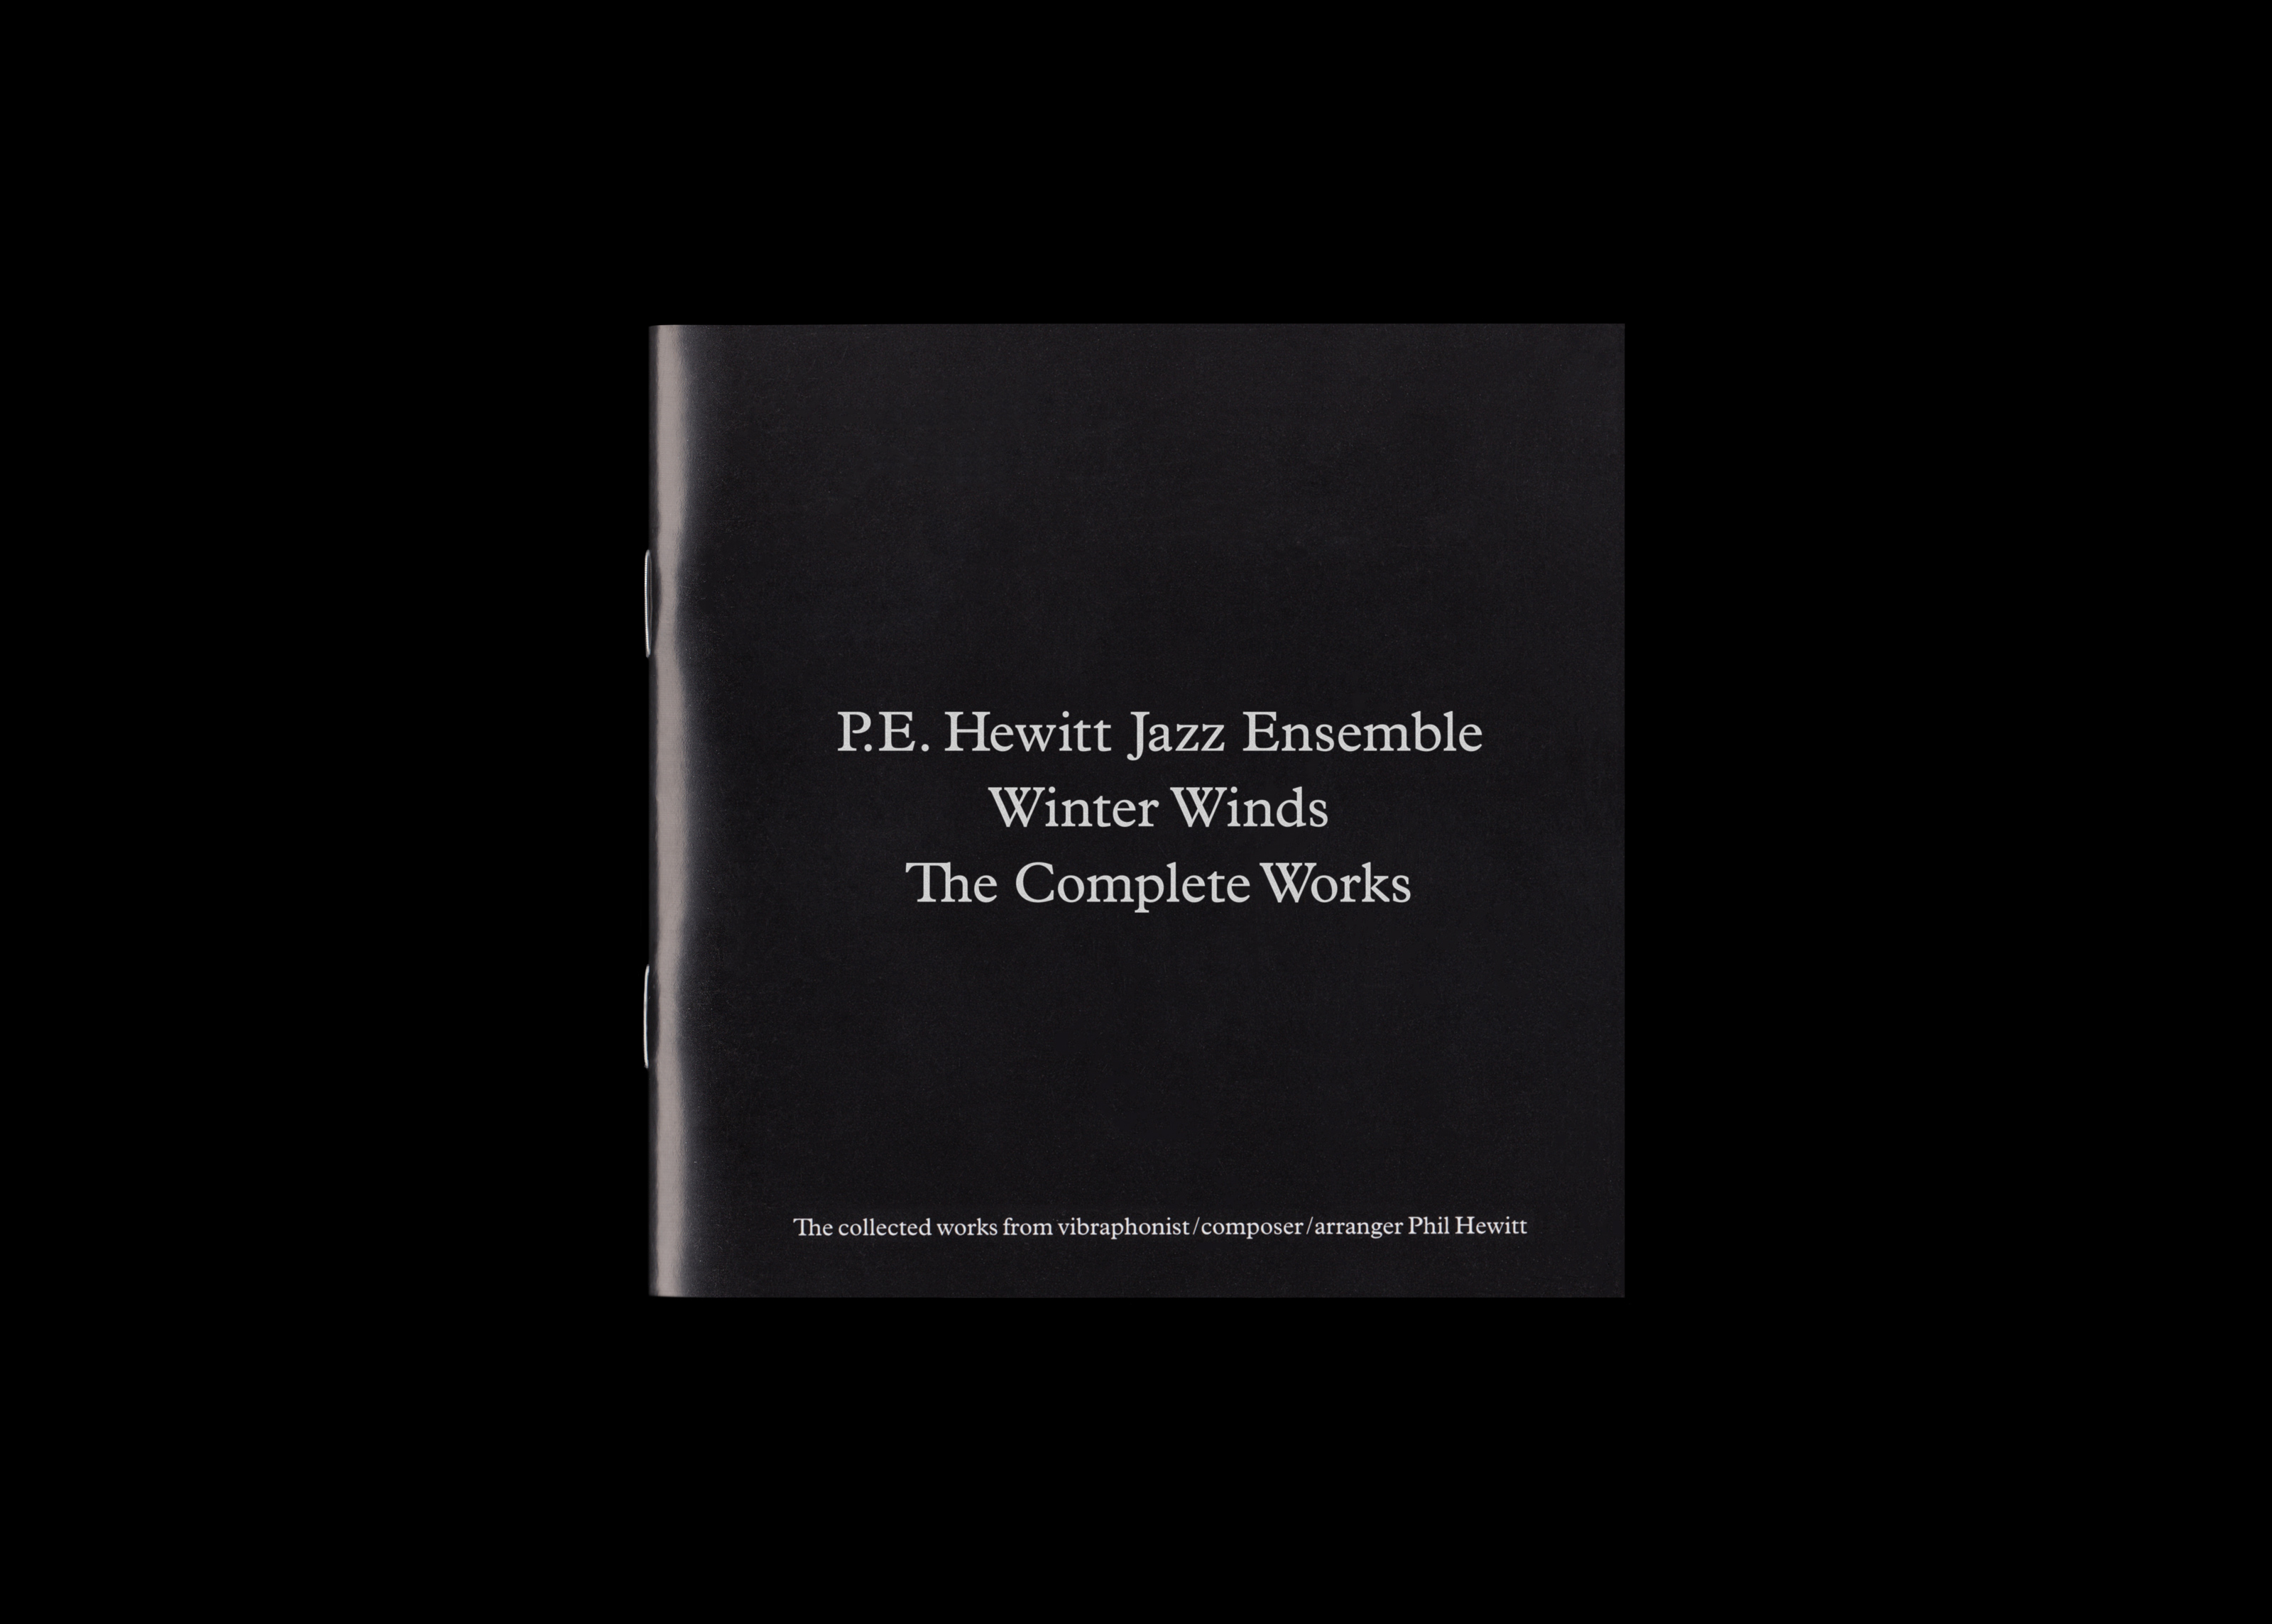 P.E. Hewitt Jazz Ensemble
Winter Winds
The Complete Works
The collected works from vibraphonist/composer/arranger Phil Hewitt